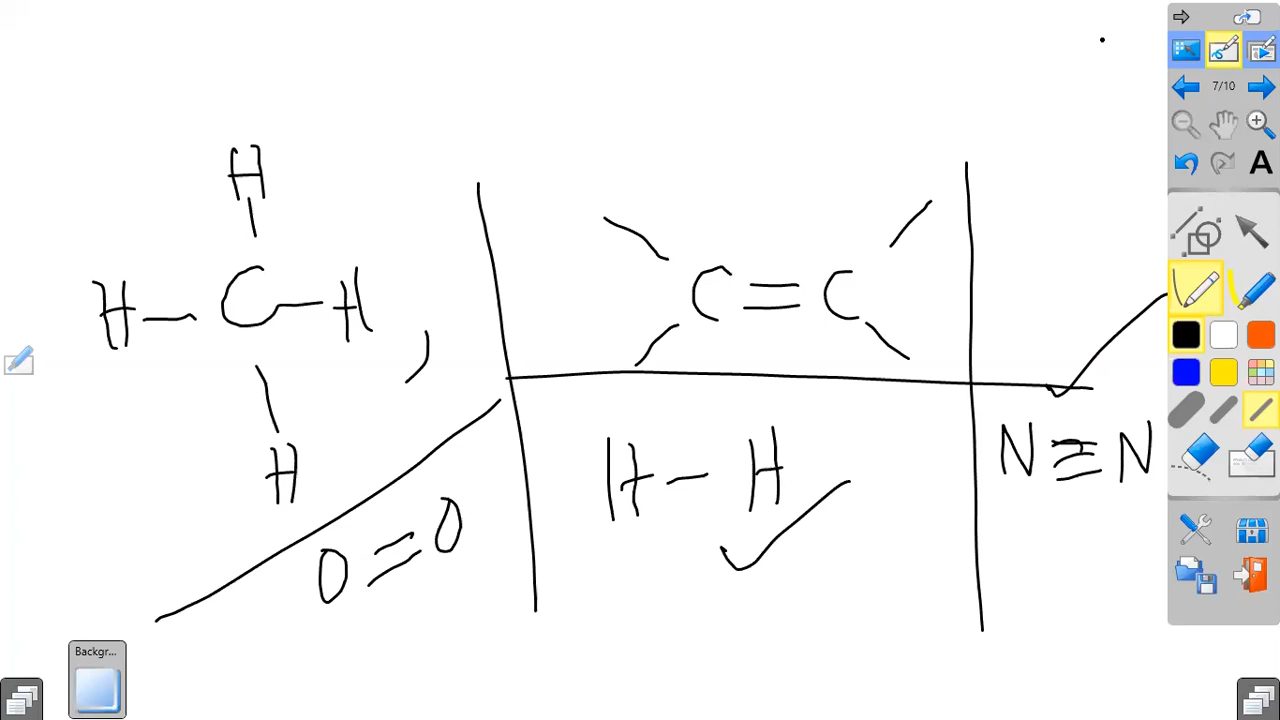 7/10
A
H
H-C-H,
H
C=C
O=O
H-H
N≡N
Backgr...